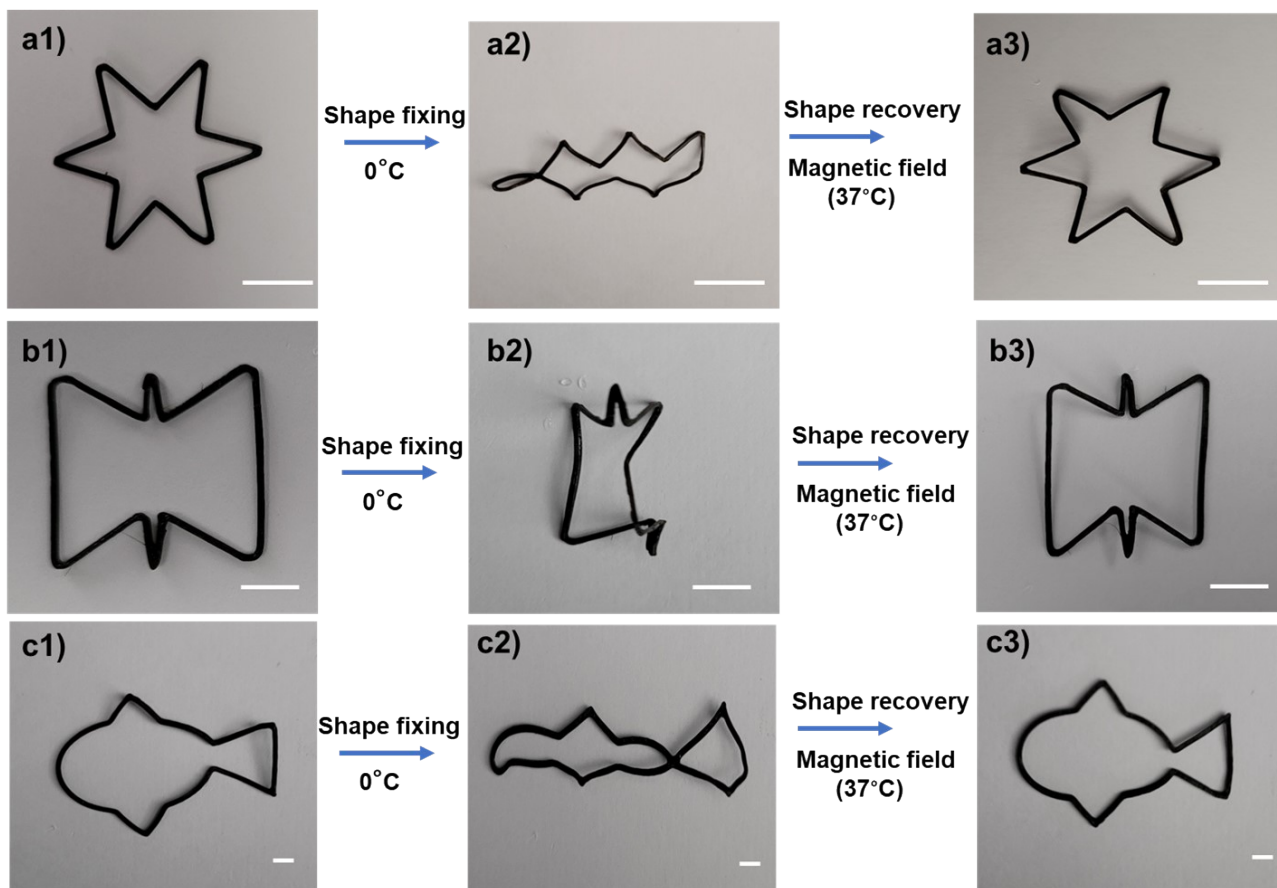 a1)
Shape fixing
0°C
a2)
Shape recovery
Magnetic field
(37°C)
a3)
b1)
Shape fixing
0°C
b2)
Shape recovery
Magnetic field
(37°C)
b3)
c1)
Shape fixing
0°C
c2)
Shape recovery
Magnetic field
(37°C)
c3)